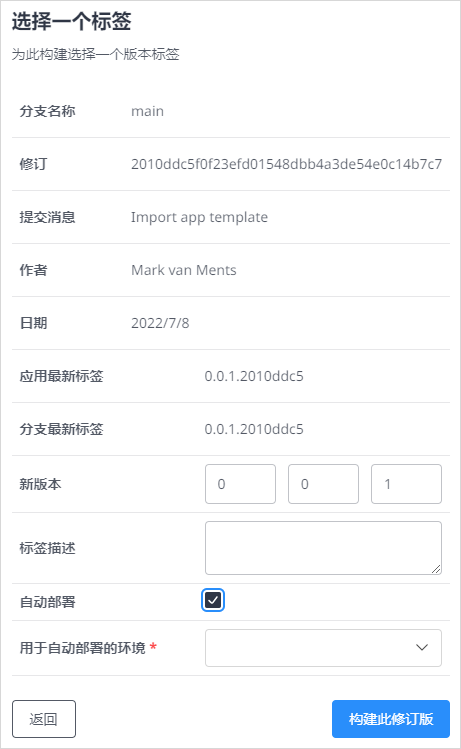 选择一个标签
为此构建选择一个版本标签
分支名称 main
修订 2010ddc5f0f23efd01548dbb4a3de54e0c14b7c7
提交消息 Import app template
作者 Mark van Ments
日期 2022/7/8
应用最新标签 0.0.1.2010ddc5
分支最新标签 0.0.1.2010ddc5
新版本 0 0 1
标签描述
自动部署
用于自动部署的环境 *
返回 构建此修订版